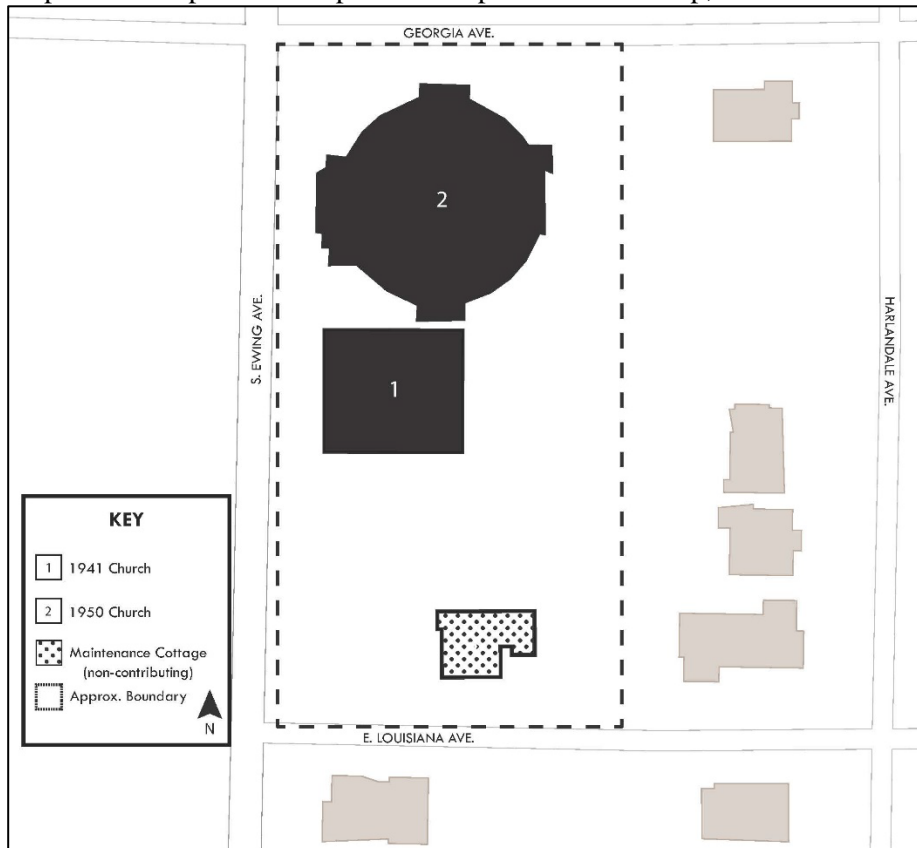 GEORGIA AVE.
2
S. EWING AVE.
HARLANDALE AVE.
1
KEY
1 1941 Church
2 1950 Church
Maintenance Cottage
(non-contributing)
Approx. Boundary
N
E. LOUISIANA AVE.